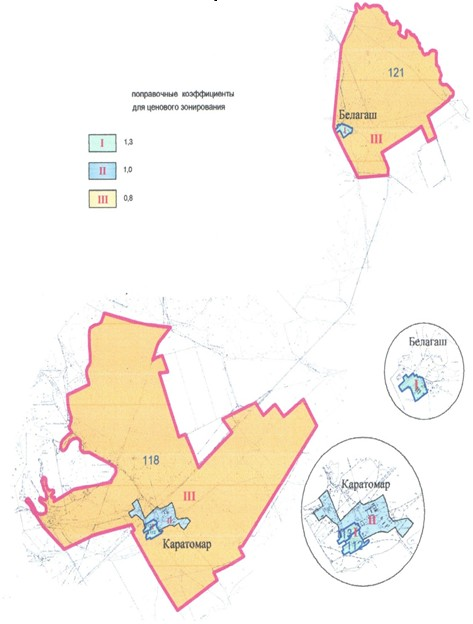 поправочные коэффициенты
для ценового зонирования
I 1,3
II 1,0
III 0,8
121
Белагаш
III
Белагаш
I
118
III
II
Каратомар
Каратомар
II
I